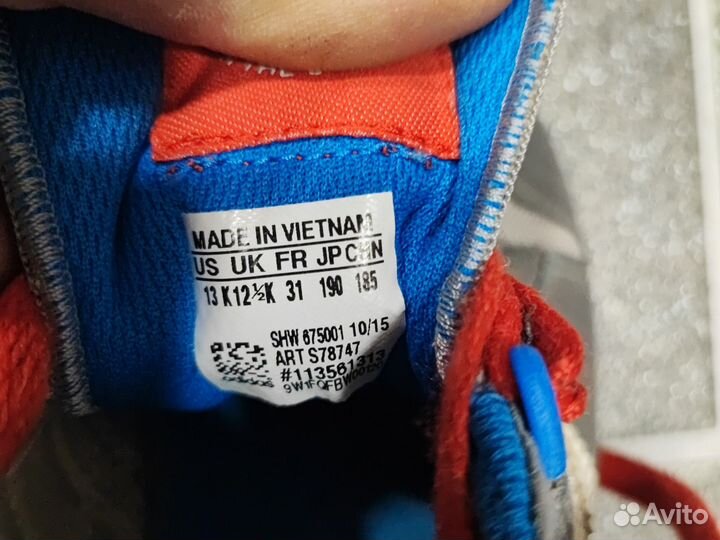 MADE IN VIETNAM
US UK FR JP CHN
13 K 12½K 31 190 185
SHW 675001 10/15
ART S78747
#113561313
adidas
Avito